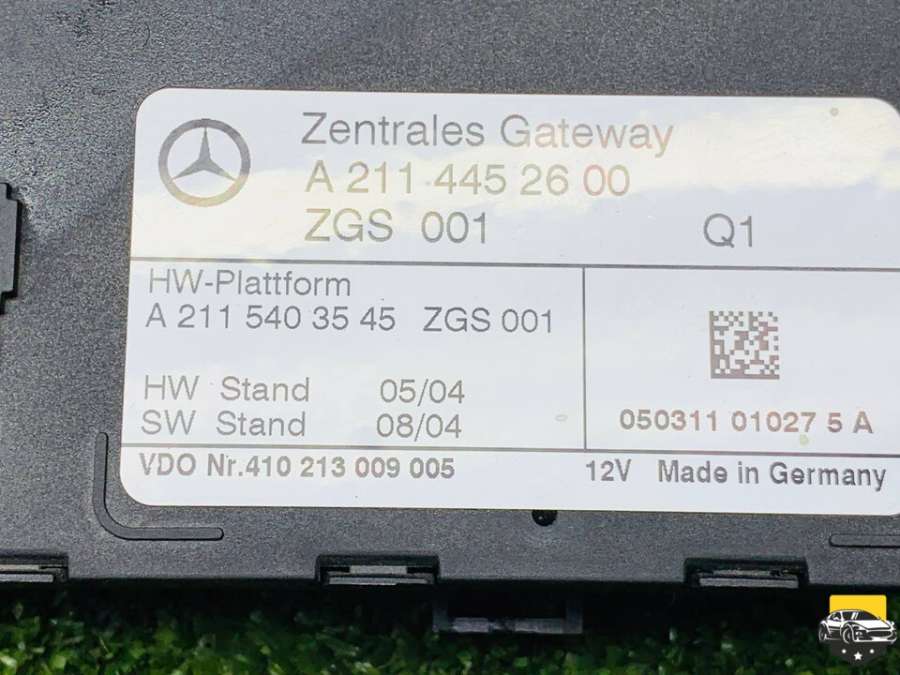 Zentrales Gateway
A 211 445 26 00
ZGS 001 Q1
HW-Plattform
A 211 540 35 45 ZGS 001
HW Stand 05/04
SW Stand 08/04
050311 01027 5 A
VDO Nr.410 213 009 005 12V Made in Germany